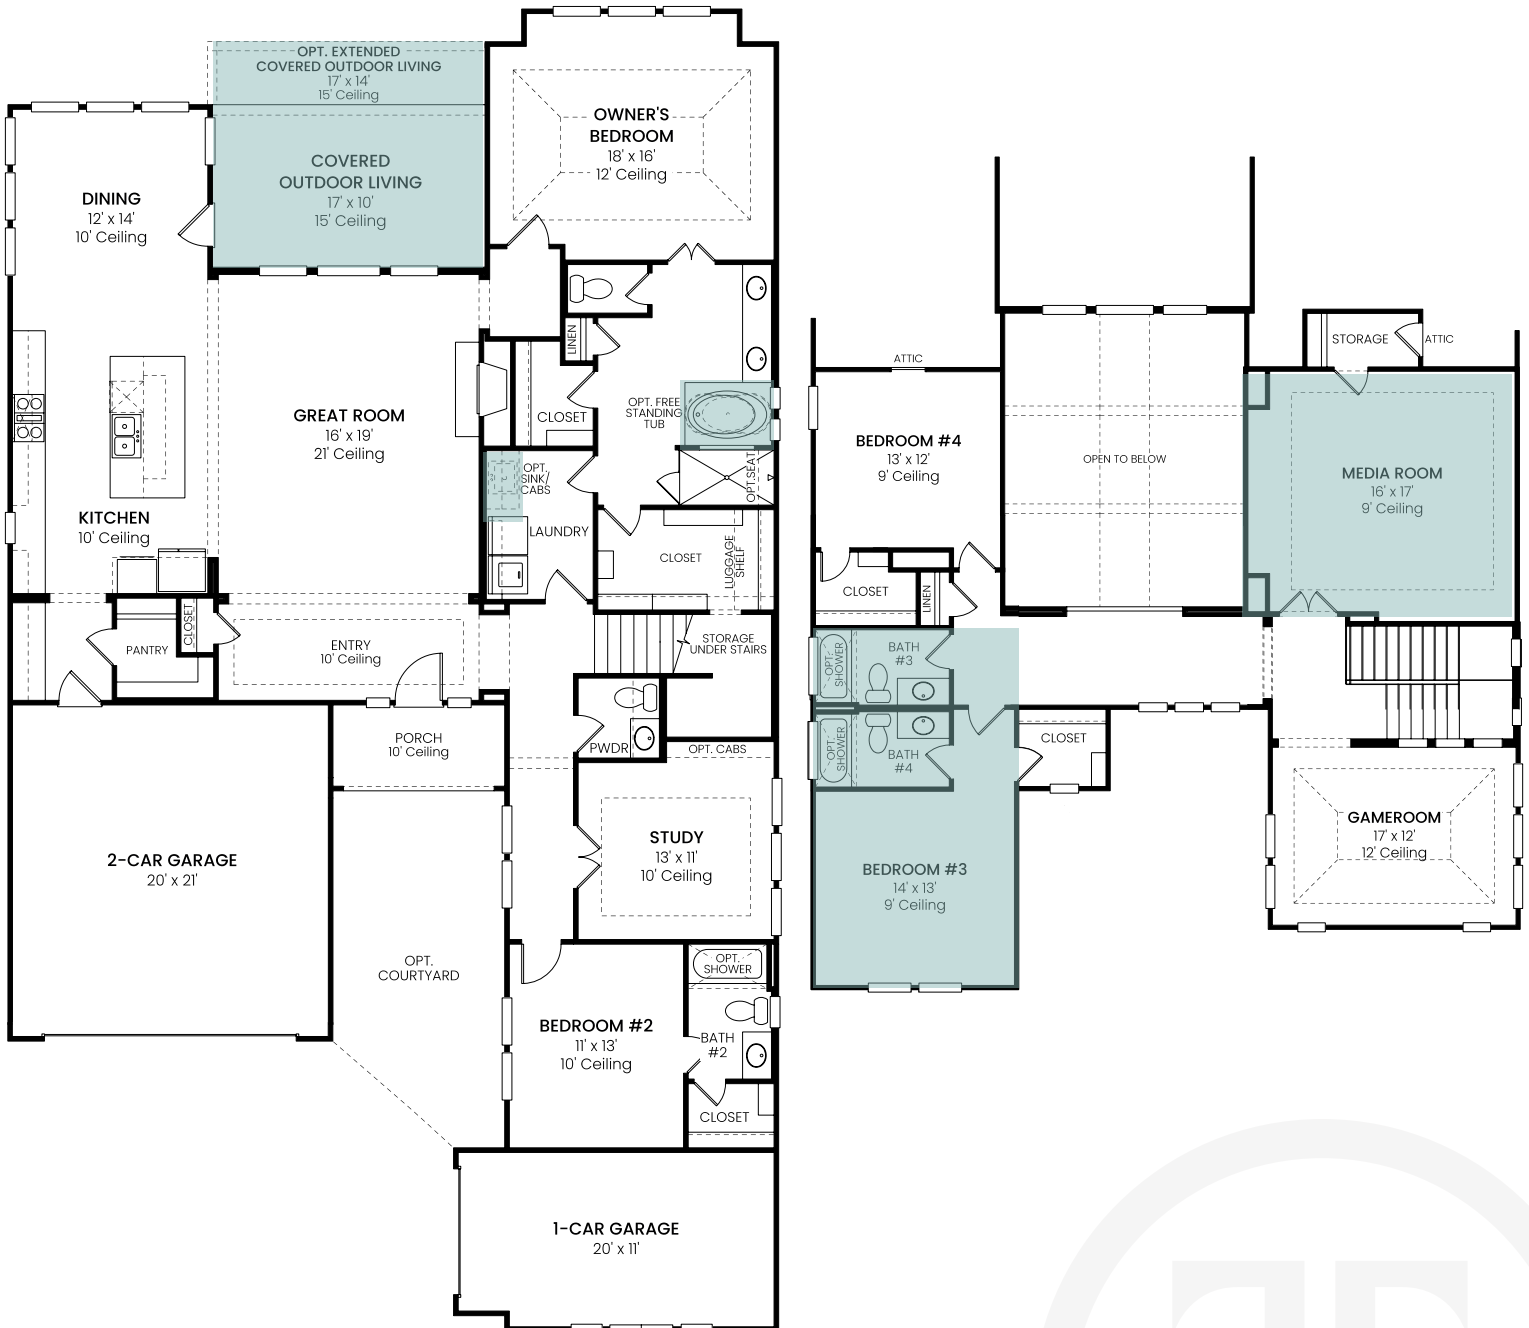 OPT. EXTENDED
COVERED OUTDOOR LIVING
17' x 14'
15' Ceiling
COVERED
OUTDOOR LIVING
17' x 10'
15' Ceiling
OWNER'S
BEDROOM
18' x 16'
12' Ceiling
DINING
12' x 14'
10' Ceiling
LINEN
CLOSET
OPT. FREE
STANDING
TUB
GREAT ROOM
16' x 19'
21' Ceiling
KITCHEN
10' Ceiling
OPT.
SINK/
CABS
OPT.SEAT
LAUNDRY
CLOSET
LUGGAGE
SHELF
CLOSET
PANTRY
ENTRY
10' Ceiling
STORAGE
UNDER STAIRS
PORCH
10' Ceiling
PWDR
OPT. CABS
STUDY
13' x 11'
10' Ceiling
2-CAR GARAGE
20' x 21'
OPT.
COURTYARD
OPT.
SHOWER
BEDROOM #2
11' x 13'
10' Ceiling
BATH
#2
CLOSET
1-CAR GARAGE
20' x 11'
ATTIC
STORAGE
ATTIC
BEDROOM #4
13' x 12'
9' Ceiling
OPEN TO BELOW
MEDIA ROOM
16' x 17'
9' Ceiling
CLOSET
LINEN
OPT.
SHOWER
BATH
#3
OPT.
SHOWER
BATH
#4
CLOSET
BEDROOM #3
14' x 13'
9' Ceiling
GAMEROOM
17' x 12'
12' Ceiling